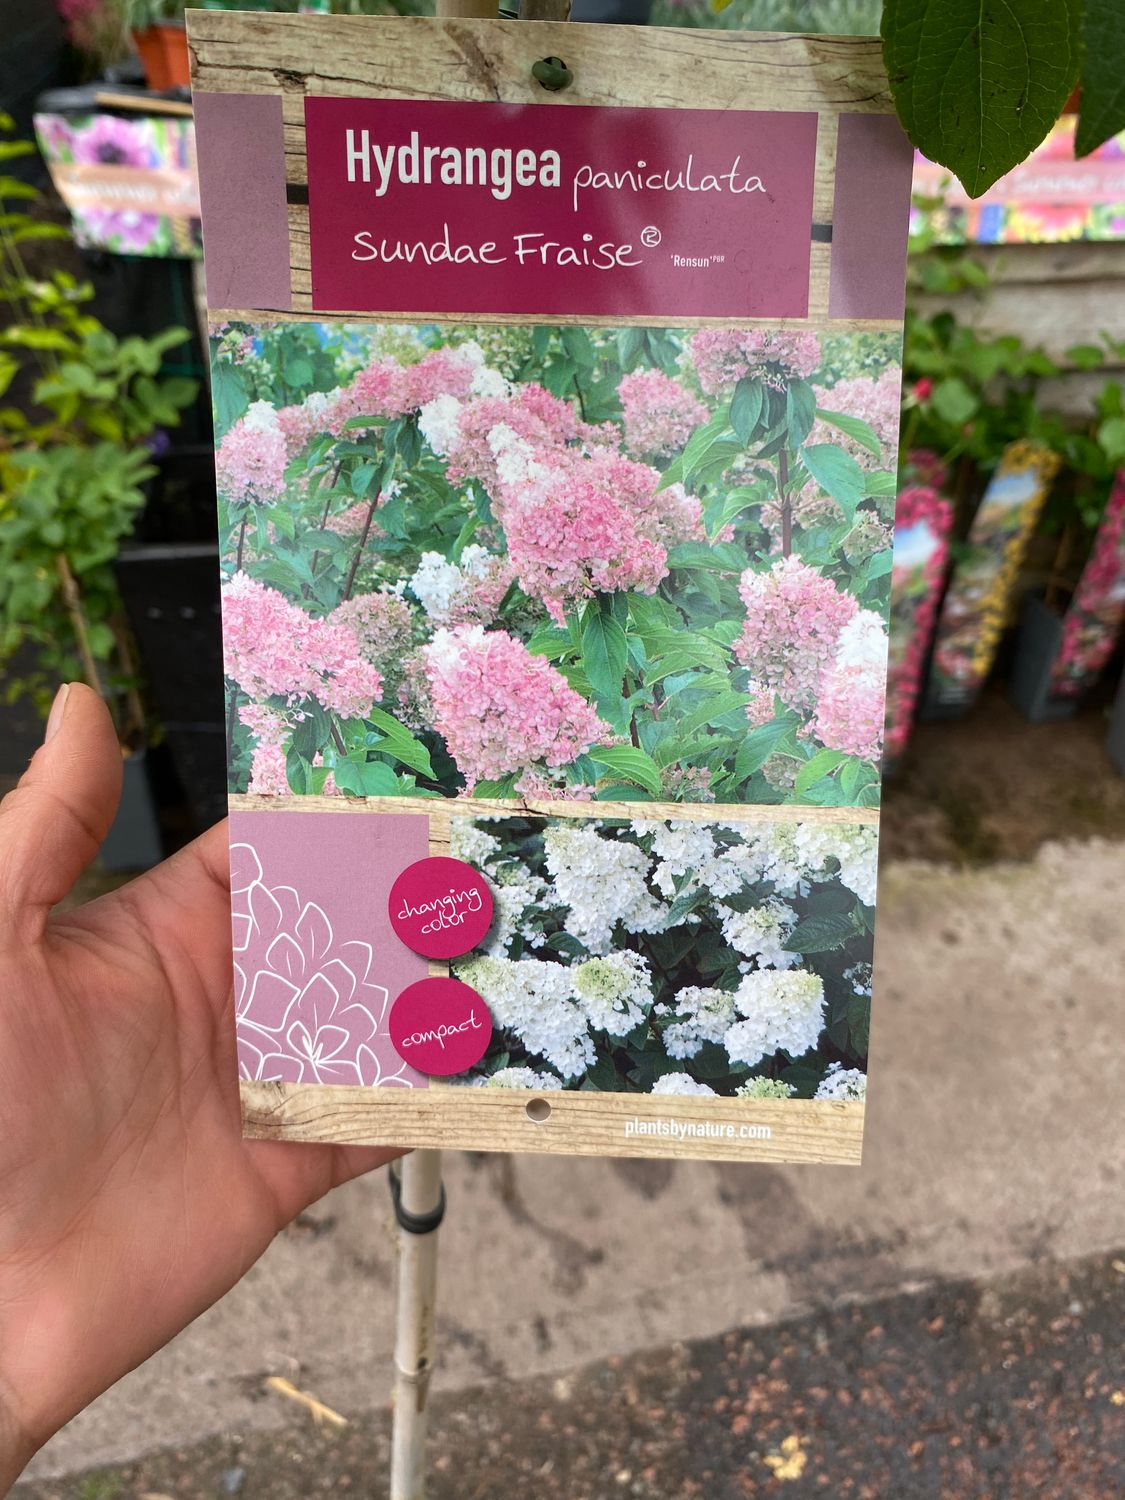 Hydrangea paniculata
Sundae Fraise® 'Rensun' PBR
changing
color
compact
plantsbynature.com